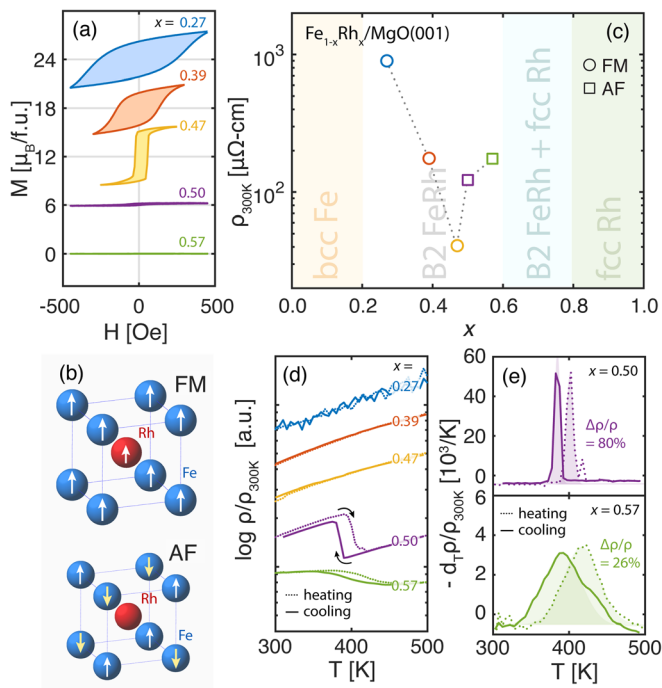 (a)
x = 0.27
0.39
0.47
0.50
0.57
M [μB/f.u.]
24
18
12
6
0
-500
0
500
H [Oe]
Fe1-xRhx/MgO(001)
(c)
FM
AF
ρ300K [μΩ-cm]
10³
10²
bcc Fe
B2 FeRh
B2 FeRh + fcc Rh
fcc Rh
0.0
0.2
0.4
0.6
0.8
1.0
x
(b)
FM
Rh
Fe
AF
Rh
Fe
(d)
x =
0.27
0.39
0.47
0.50
0.57
heating
cooling
log ρ/ρ300K [a.u.]
300
400
500
T [K]
(e)
x = 0.50
Δρ/ρ
= 80%
60
40
20
0
- dTρ/ρ300K [10³/K]
heating
cooling
x = 0.57
Δρ/ρ
= 26%
6
4
2
0
300
400
500
T [K]